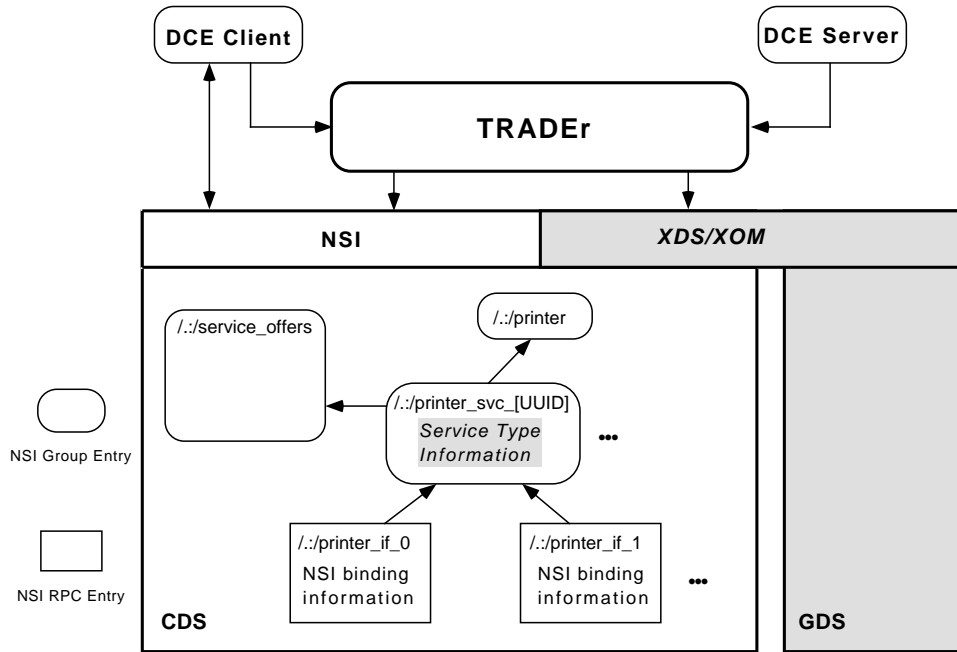 DCE Client
DCE Server
TRADEr
NSI
XDS/XOM
/.:/service_offers
/.:/printer
/.:/printer_svc_[UUID]
Service Type
Information
•••
NSI Group Entry
/.:/printer_if_0
NSI binding
information
/.:/printer_if_1
NSI binding
information
•••
NSI RPC Entry
CDS
GDS